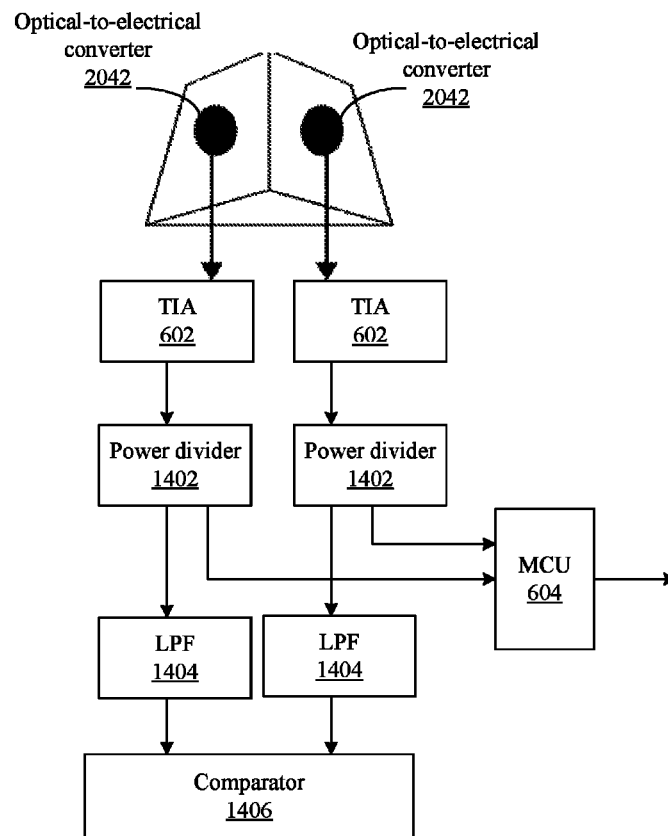 Optical-to-electrical
converter
2042
Optical-to-electrical
converter
2042
TIA
602
TIA
602
Power divider
1402
Power divider
1402
MCU
604
LPF
1404
LPF
1404
Comparator
1406